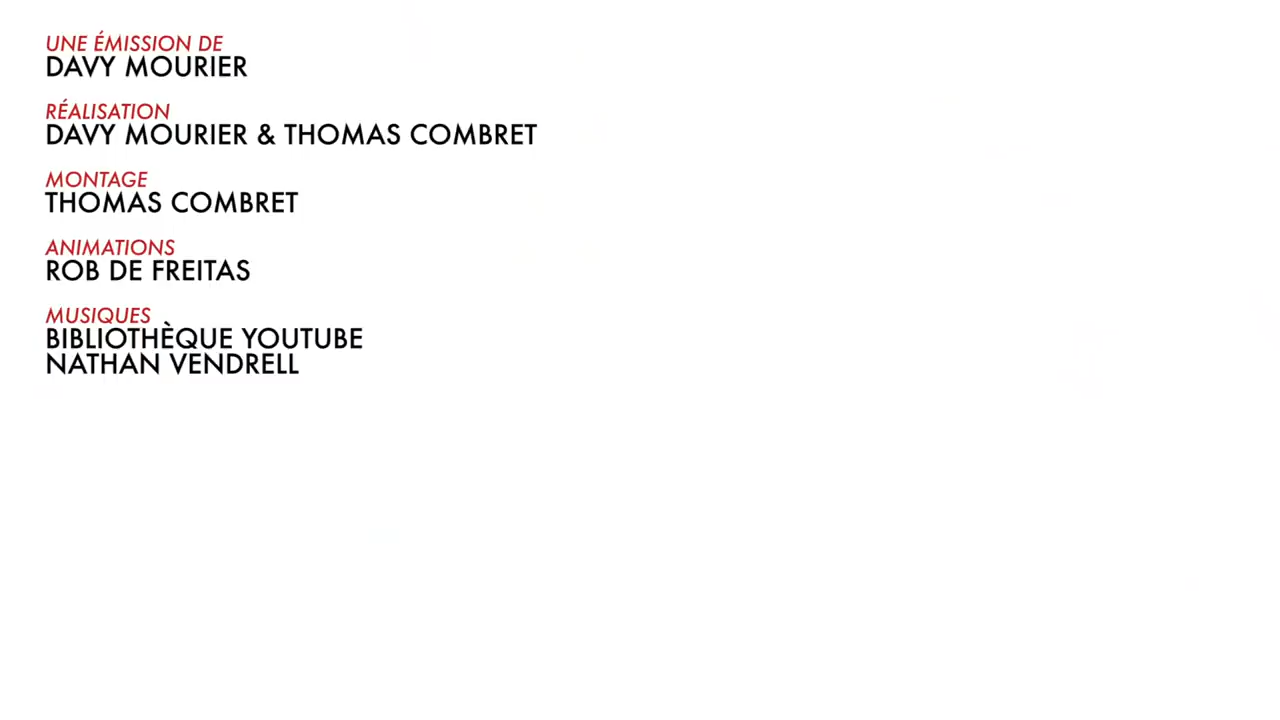 UNE ÉMISSION DE
DAVY MOURIER
RÉALISATION
DAVY MOURIER & THOMAS COMBRET
MONTAGE
THOMAS COMBRET
ANIMATIONS
ROB DE FREITAS
MUSIQUES
BIBLIOTHÈQUE YOUTUBE
NATHAN VENDRELL